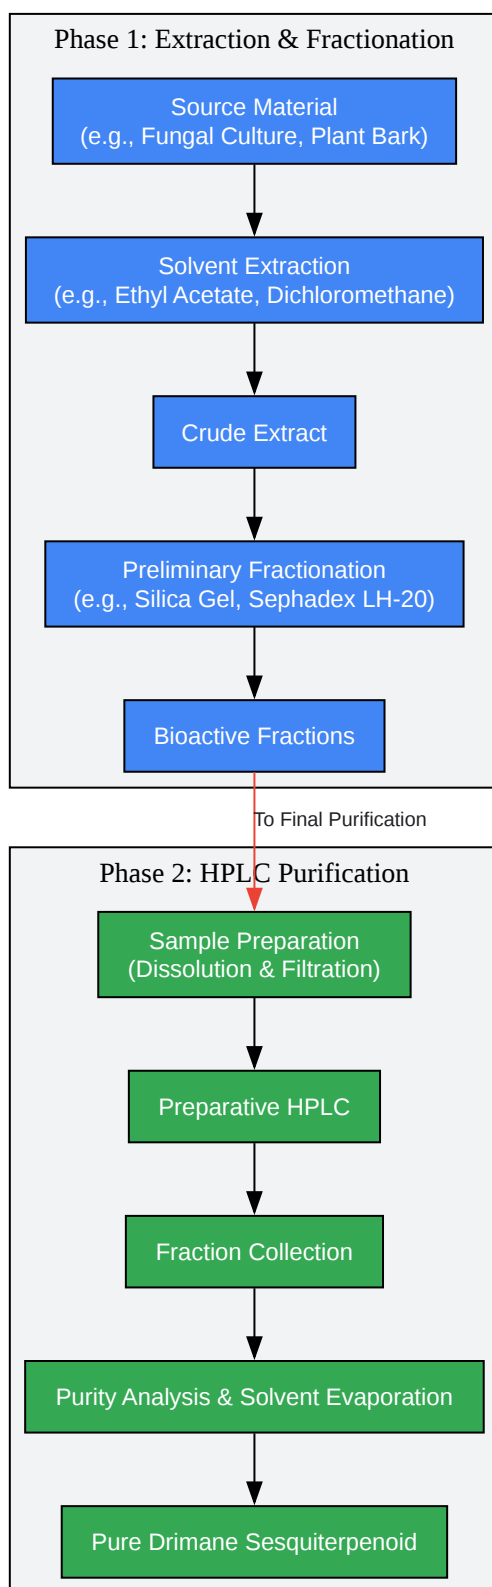 Phase 1: Extraction & Fractionation
Source Material
(e.g., Fungal Culture, Plant Bark)
Solvent Extraction
(e.g., Ethyl Acetate, Dichloromethane)
Crude Extract
Preliminary Fractionation
(e.g., Silica Gel, Sephadex LH-20)
Bioactive Fractions
To Final Purification
Phase 2: HPLC Purification
Sample Preparation
(Dissolution & Filtration)
Preparative HPLC
Fraction Collection
Purity Analysis & Solvent Evaporation
Pure Drimane Sesquiterpenoid